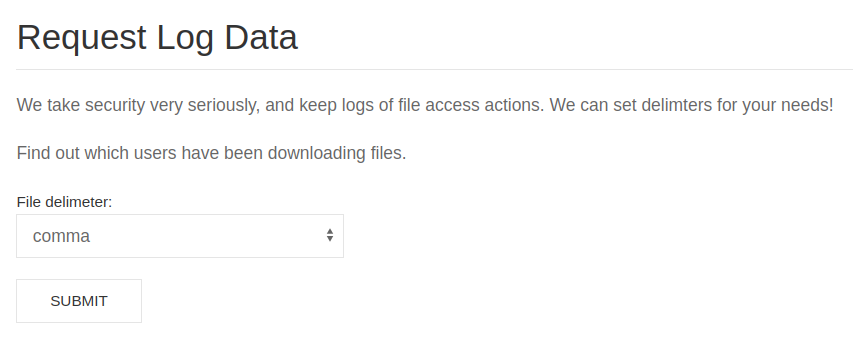 Request Log Data
We take security very seriously, and keep logs of file access actions. We can set delimters for your needs!
Find out which users have been downloading files.
File delimeter:
comma
SUBMIT